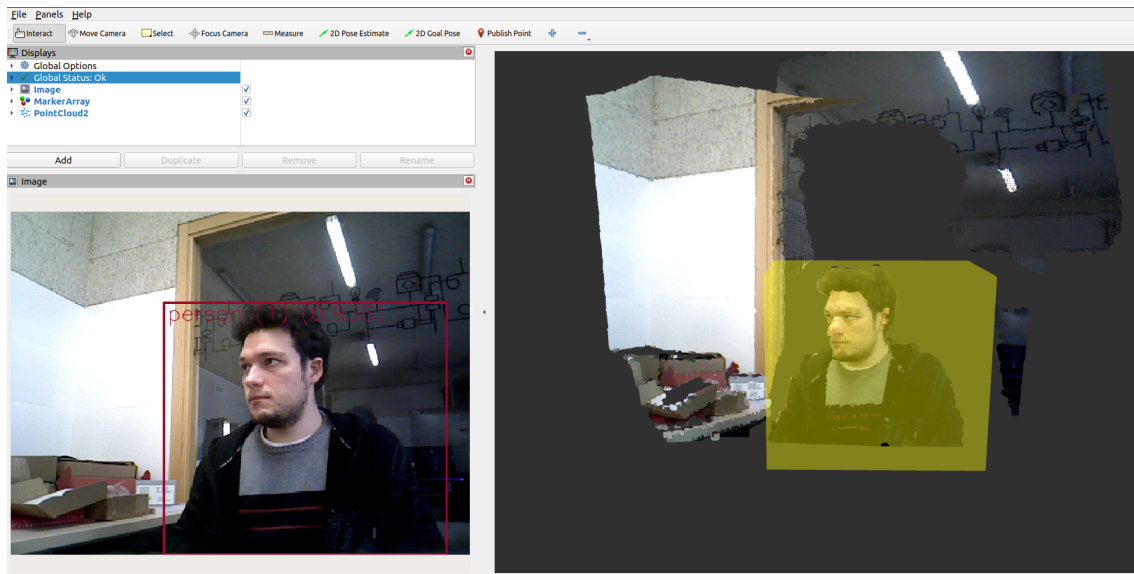 File Panels Help
Interact Move Camera Select Focus Camera Measure 2D Pose Estimate 2D Goal Pose Publish Point
Displays
Global Options
Global Status: Ok
Image
MarkerArray
PointCloud2
Add Duplicate Remove Rename
Image
person (1)